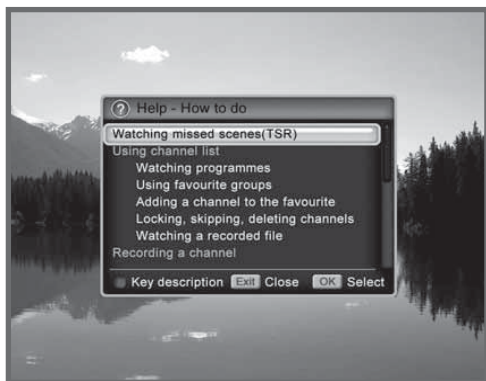 ? Help - How to do
Watching missed scenes(TSR)
Using channel list
Watching programmes
Using favourite groups
Adding a channel to the favourite
Locking, skipping, deleting channels
Watching a recorded file
Recording a channel
Key description Exit Close OK Select